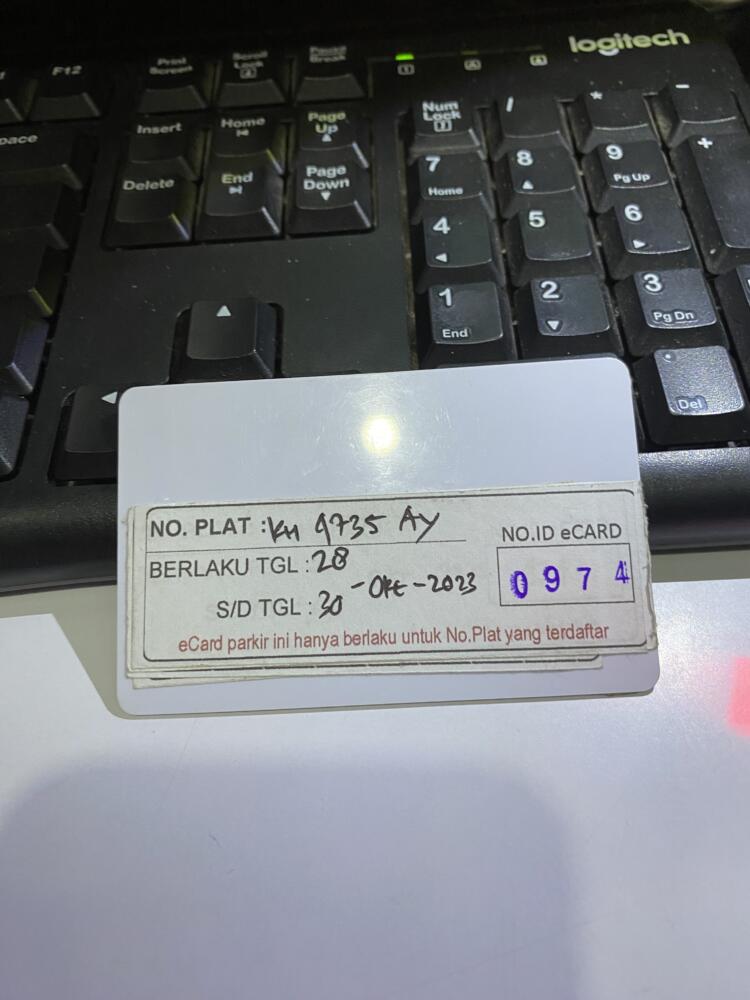 logitech
F12
Print Screen
Scroll Lock
Pause Break
1
A
pace
Insert
Home
Page Up
Num Lock
/
*
-
+
Delete
End
Page Down
7 Home
8
9 Pg Up
4
5
6
1 End
2
3 Pg Dn
Del
NO. PLAT : KH 9735 AY
NO.ID eCARD
BERLAKU TGL : 28
0974
S/D TGL : 30 - OKT - 2023
eCard parkir ini hanya berlaku untuk No.Plat yang terdaftar